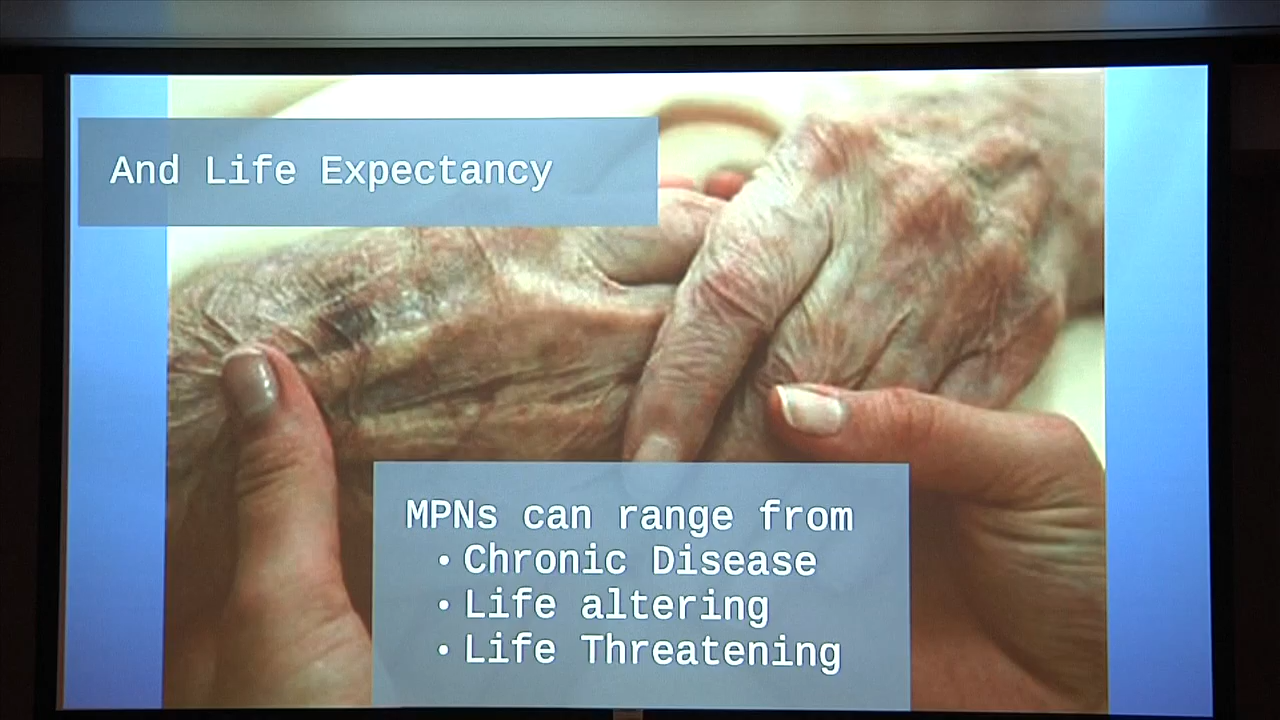 And Life Expectancy
MPNs can range from
• Chronic Disease
• Life altering
• Life Threatening